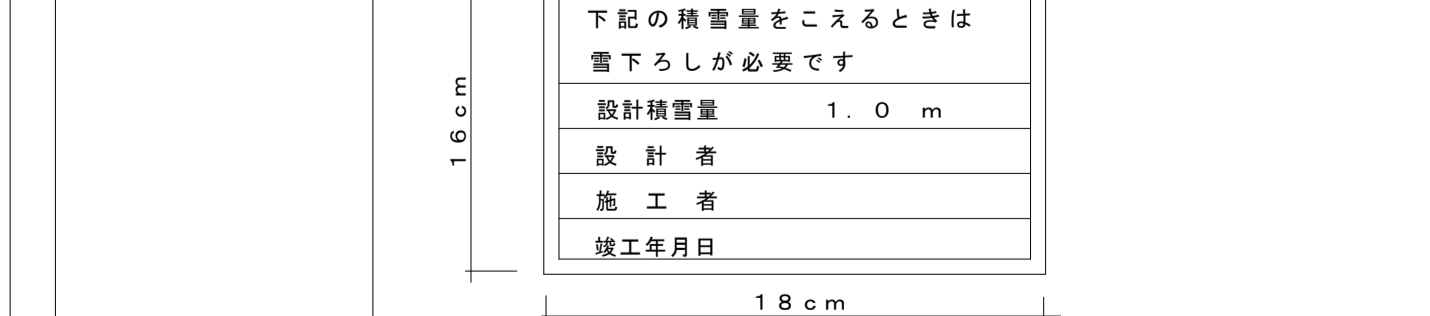 下記の積雪量をこえるときは
雪下ろしが必要です
設計積雪量 1.0 m
設計者
施工者
竣工年月日
16cm
18cm